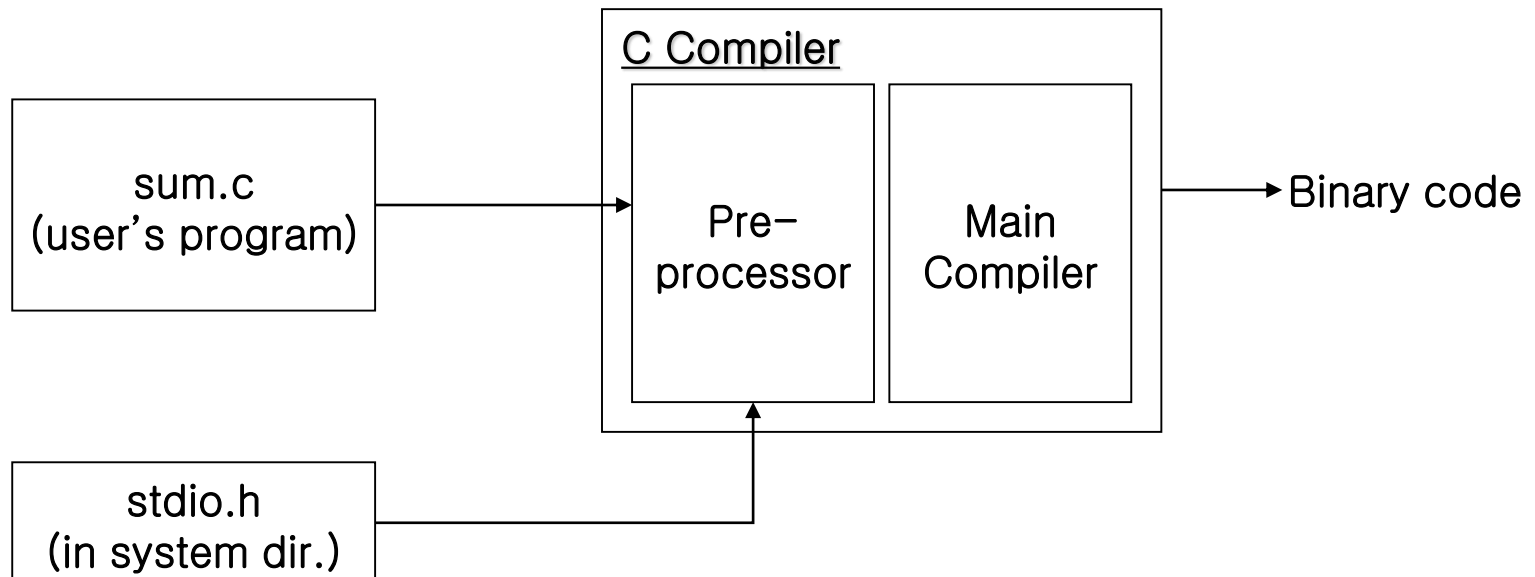 C Compiler
sum.c
(user’s program)
Pre-
processor
Main
Compiler
Binary code
stdio.h
(in system dir.)